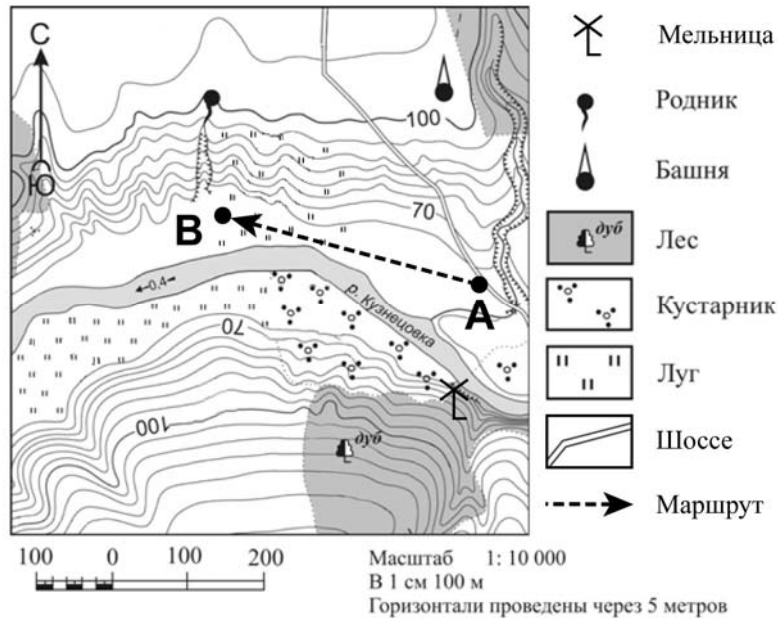 С
Ю
100
70
В
А
0.4
р. Кузнецовка
70
100
дуб
Мельница
Родник
Башня
дуб
Лес
Кустарник
Луг
Шоссе
Маршрут
100 0 100 200
Масштаб 1: 10 000
В 1 см 100 м
Горизонтали проведены через 5 метров